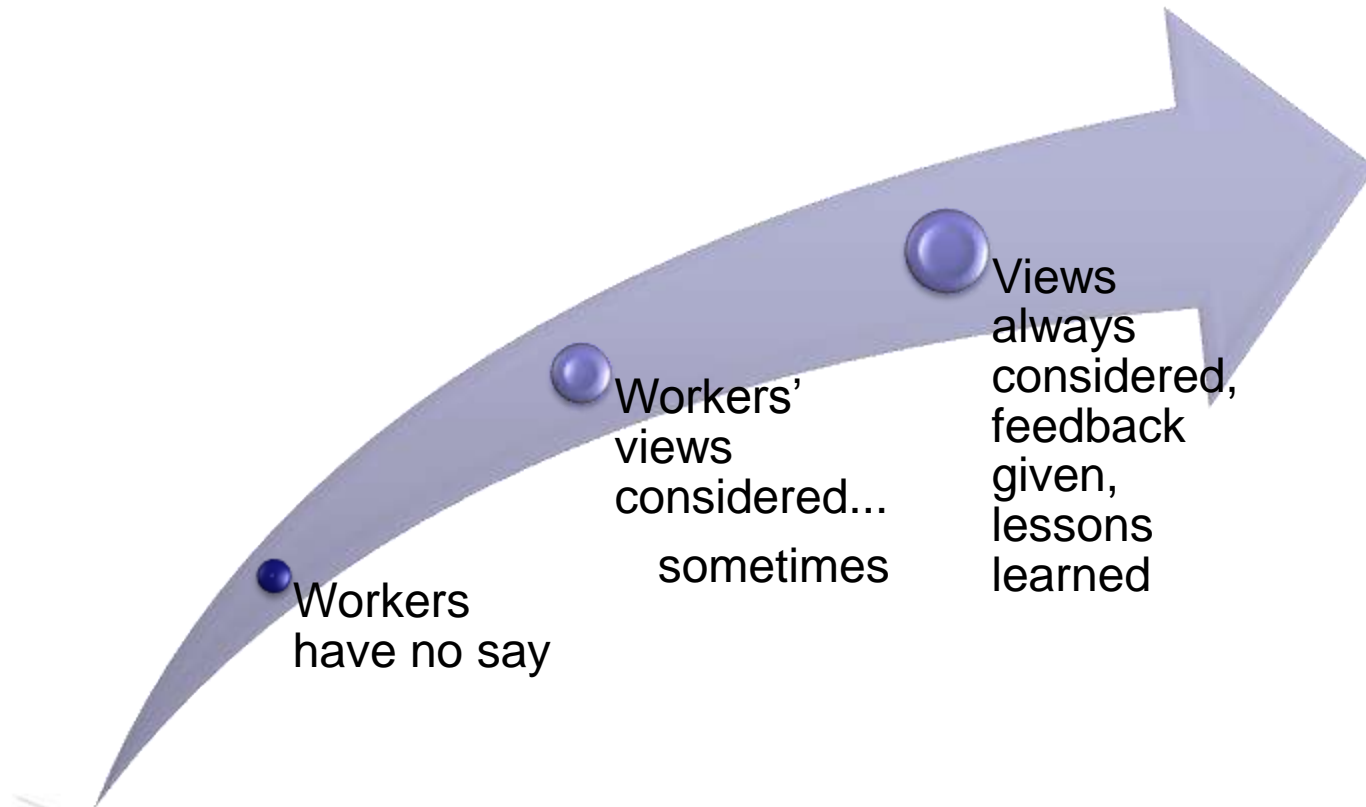 Workers
have no say
Workers’
views
considered...
sometimes
Views
always
considered,
feedback
given,
lessons
learned